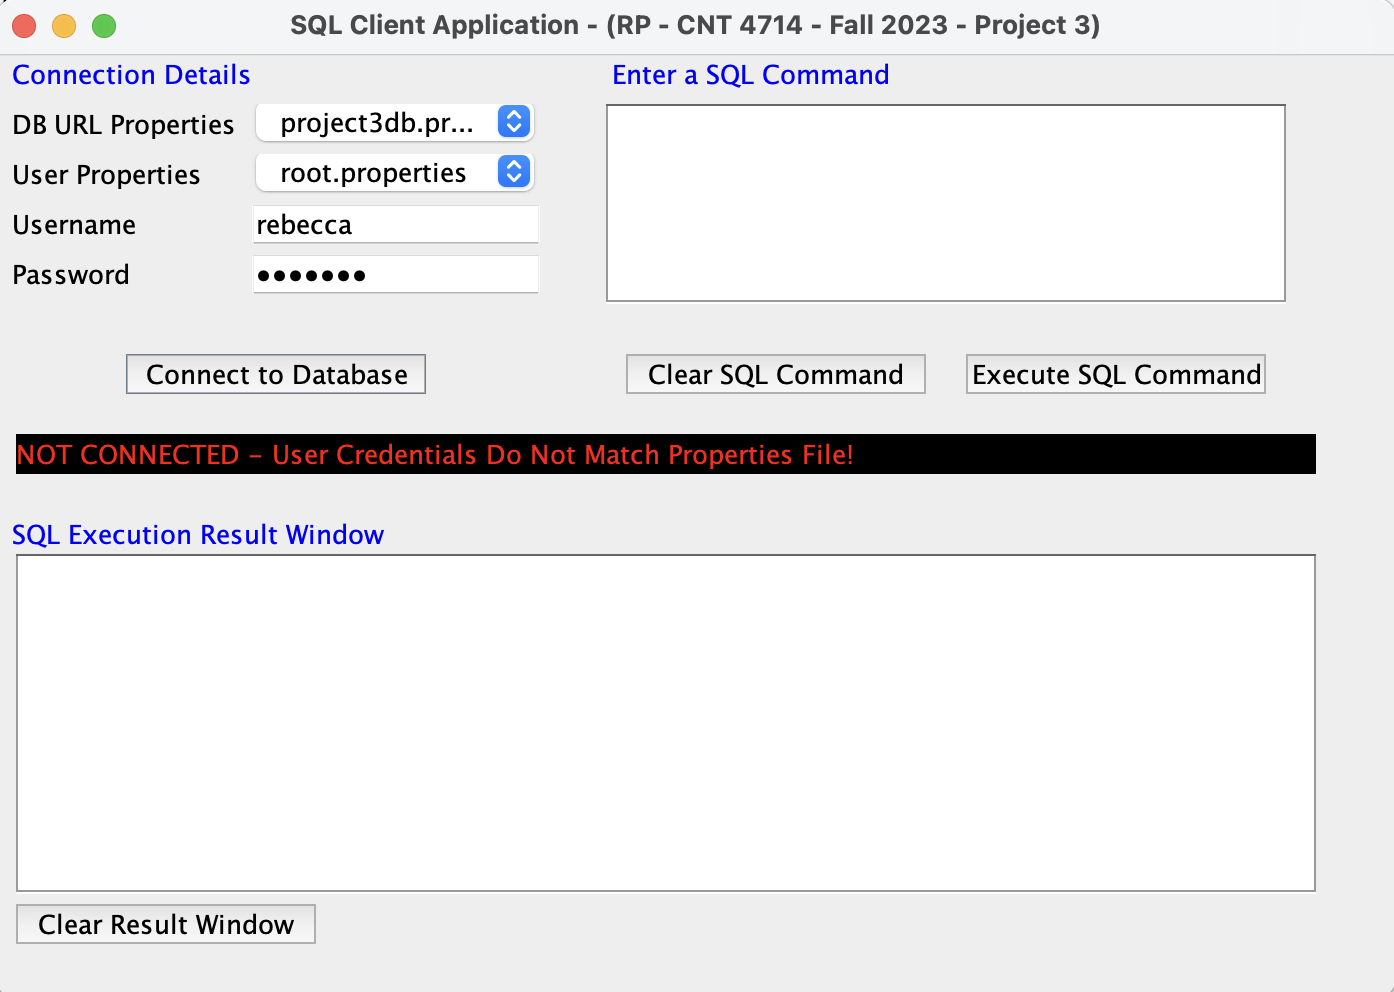 SQL Client Application - (RP - CNT 4714 - Fall 2023 - Project 3)
Connection Details
DB URL Properties project3db.pr...
User Properties root.properties
Username rebecca
Password •••••••
Connect to Database
Enter a SQL Command
Clear SQL Command Execute SQL Command
NOT CONNECTED – User Credentials Do Not Match Properties File!
SQL Execution Result Window
Clear Result Window